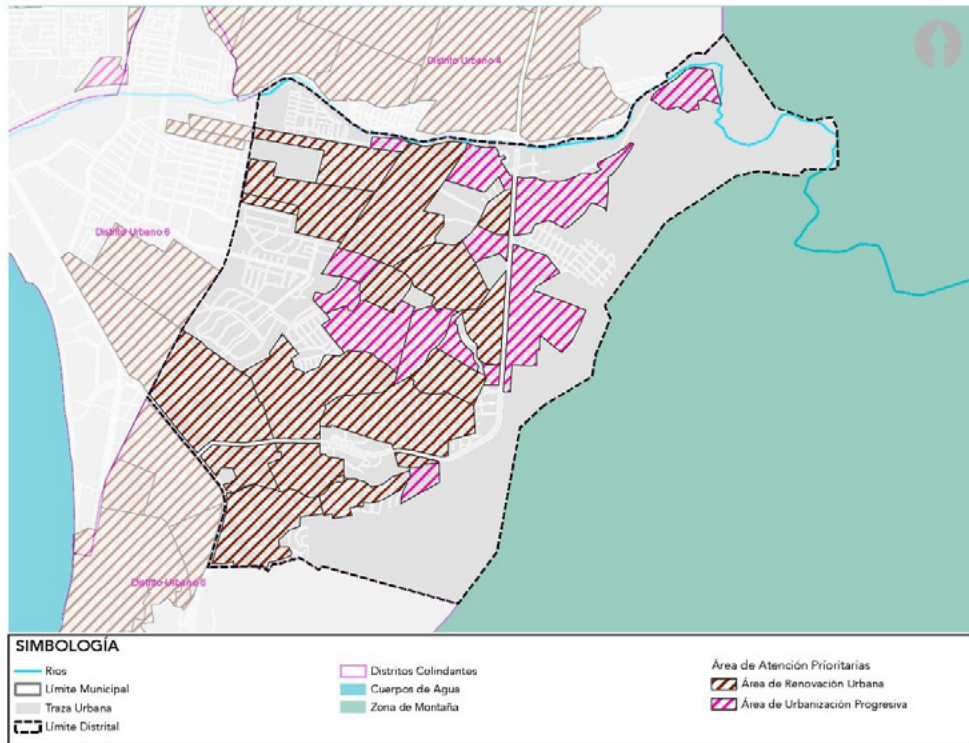 Distrito Urbano 4
Distrito Urbano 6
Distrito Urbano 8
SIMBOLOGÍA
Ríos
Límite Municipal
Traza Urbana
Límite Distrital
Distritos Colindantes
Cuerpos de Agua
Zona de Montaña
Área de Atención Prioritarias
Área de Renovación Urbana
Área de Urbanización Progresiva